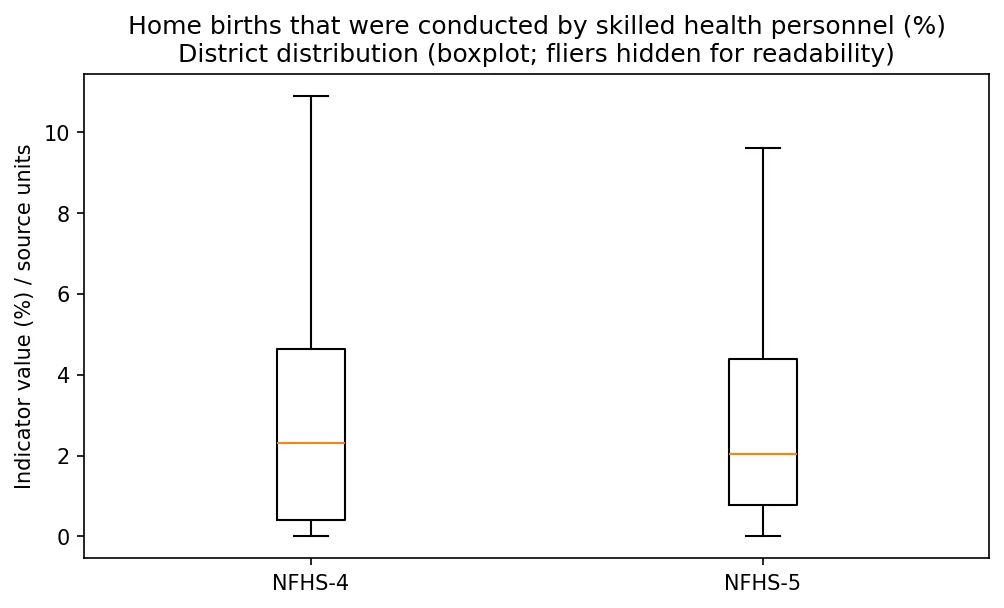 Home births that were conducted by skilled health personnel (%)
District distribution (boxplot; fliers hidden for readability)
Indicator value (%) / source units
10
8
6
4
2
0
NFHS-4
NFHS-5